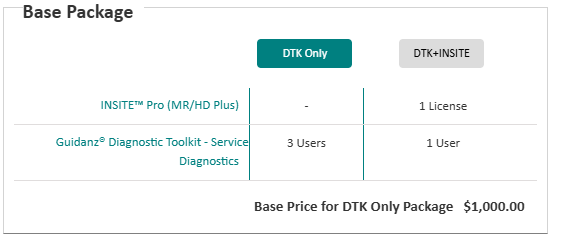 Base Package
DTK Only
DTK+INSITE
INSITE™ Pro (MR/HD Plus)
-
1 License
Guidanz® Diagnostic Toolkit - Service
Diagnostics
3 Users
1 User
Base Price for DTK Only Package $1,000.00